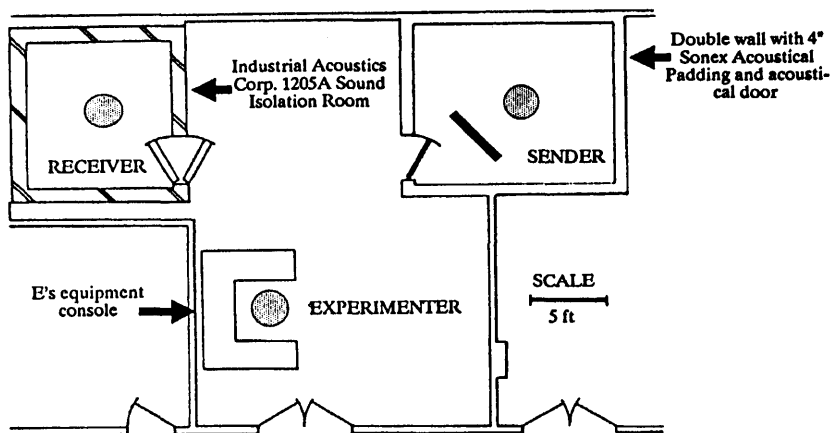 Industrial Acoustics
Corp. 1205A Sound
Isolation Room
Double wall with 4"
Sonex Acoustical
Padding and acousti-
cal door
RECEIVER
SENDER
E's equipment
console
EXPERIMENTER
SCALE
5 ft